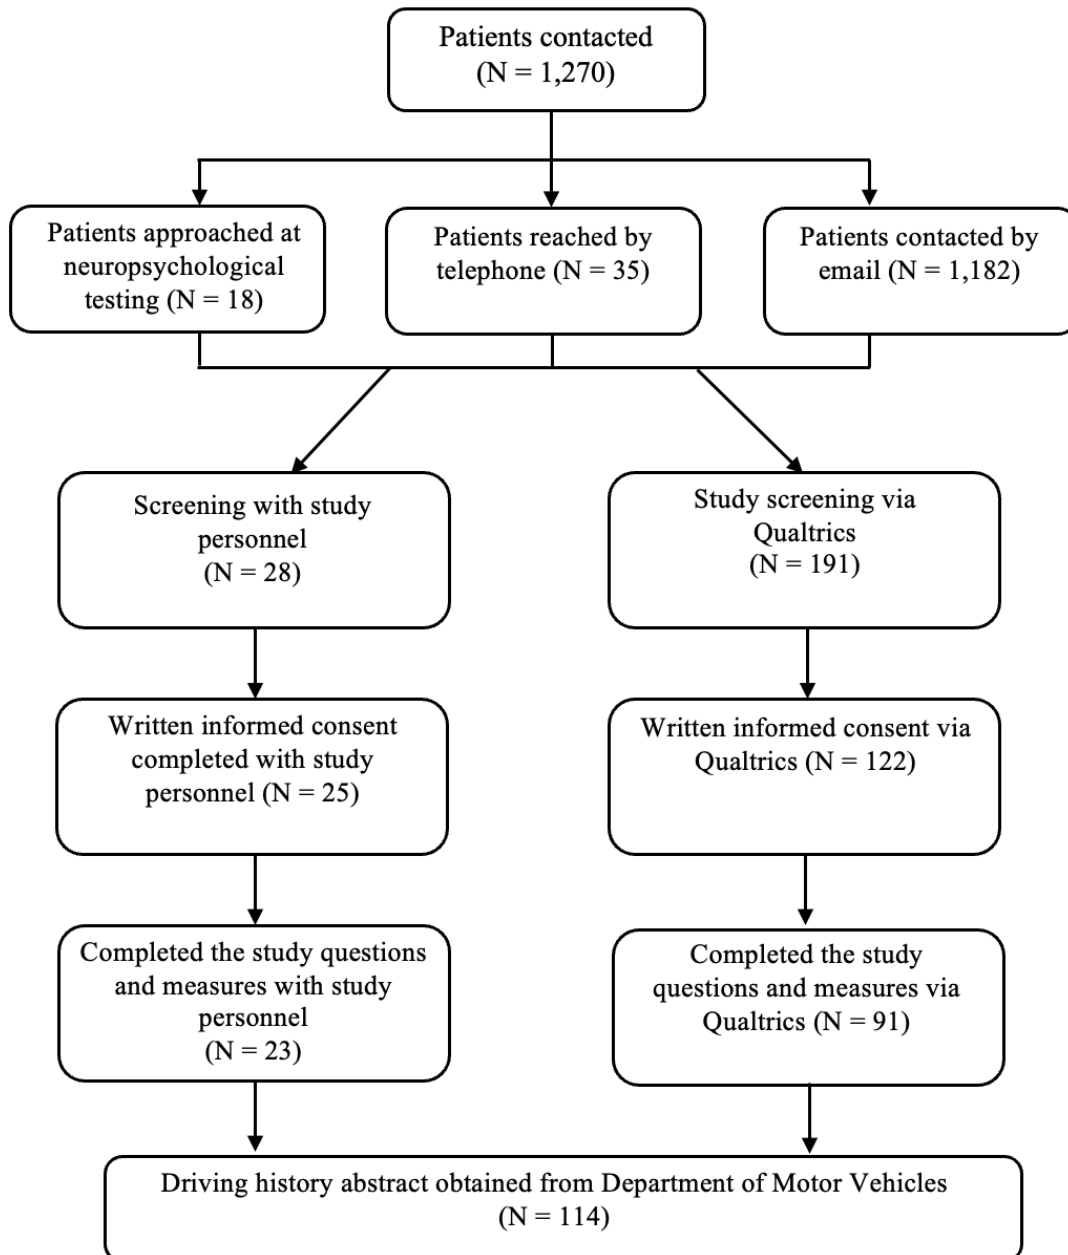 Patients contacted
(N = 1,270)
Patients approached at
neuropsychological
testing (N = 18)
Patients reached by
telephone (N = 35)
Patients contacted by
email (N = 1,182)
Screening with study
personnel
(N = 28)
Study screening via
Qualtrics
(N = 191)
Written informed consent
completed with study
personnel (N = 25)
Written informed consent via
Qualtrics (N = 122)
Completed the study questions
and measures with study
personnel
(N = 23)
Completed the study
questions and measures via
Qualtrics (N = 91)
Driving history abstract obtained from Department of Motor Vehicles
(N = 114)